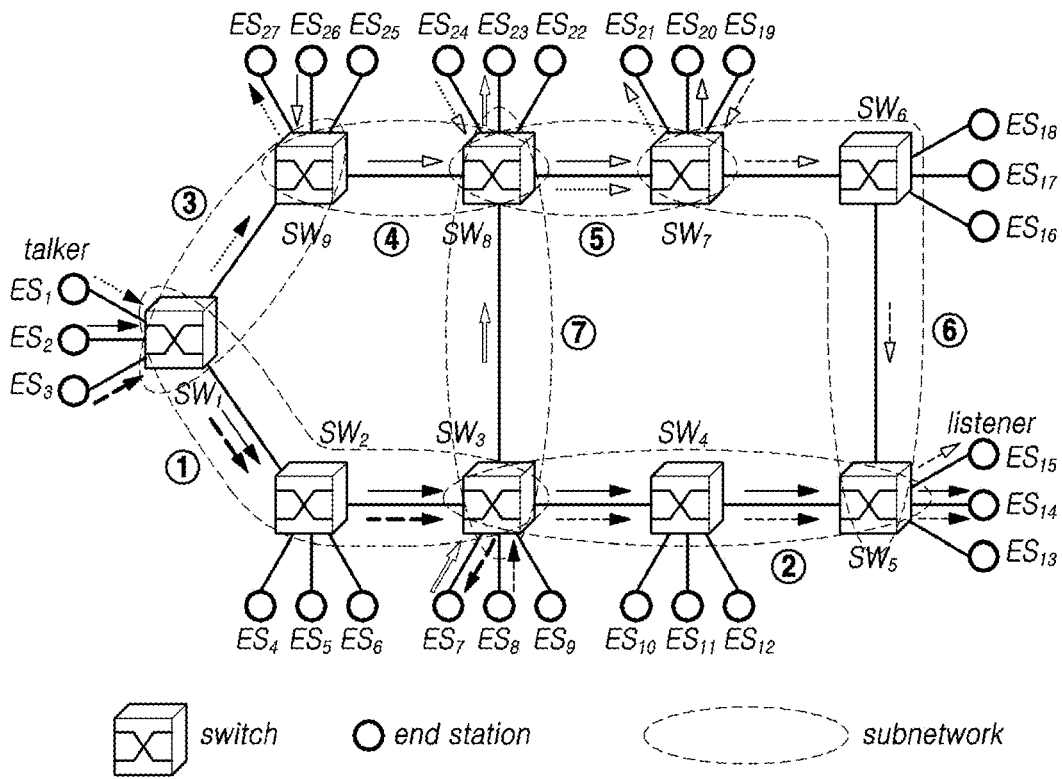 ES27 ES26 ES25 ES24 ES23 ES22 ES21 ES20 ES19
SW6
ES18
ES17
ES16
3
SW9
4
SW8
5
SW7
talker
ES1
ES2
ES3
SW1
7
6
1
SW2
SW3
SW4
listener
ES15
ES14
ES13
SW5
2
ES4 ES5 ES6 ES7 ES8 ES9 ES10 ES11 ES12
switch end station subnetwork